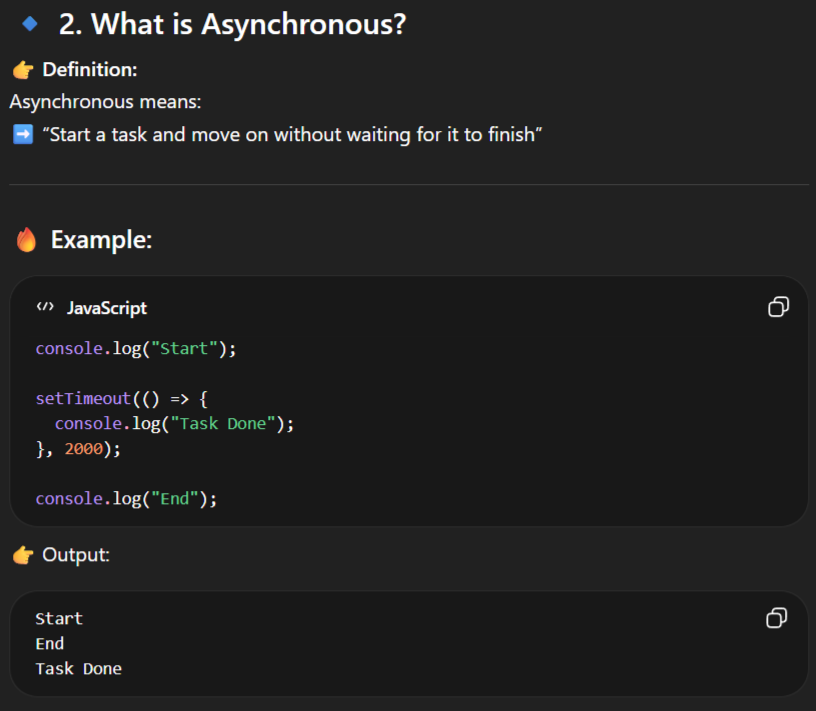 🔹 2. What is Asynchronous?
👉 Definition:
Asynchronous means:
➡️ “Start a task and move on without waiting for it to finish”
🔥 Example:
</> JavaScript
console.log("Start");
setTimeout(() => {
  console.log("Task Done");
}, 2000);
console.log("End");
👉 Output:
Start
End
Task Done